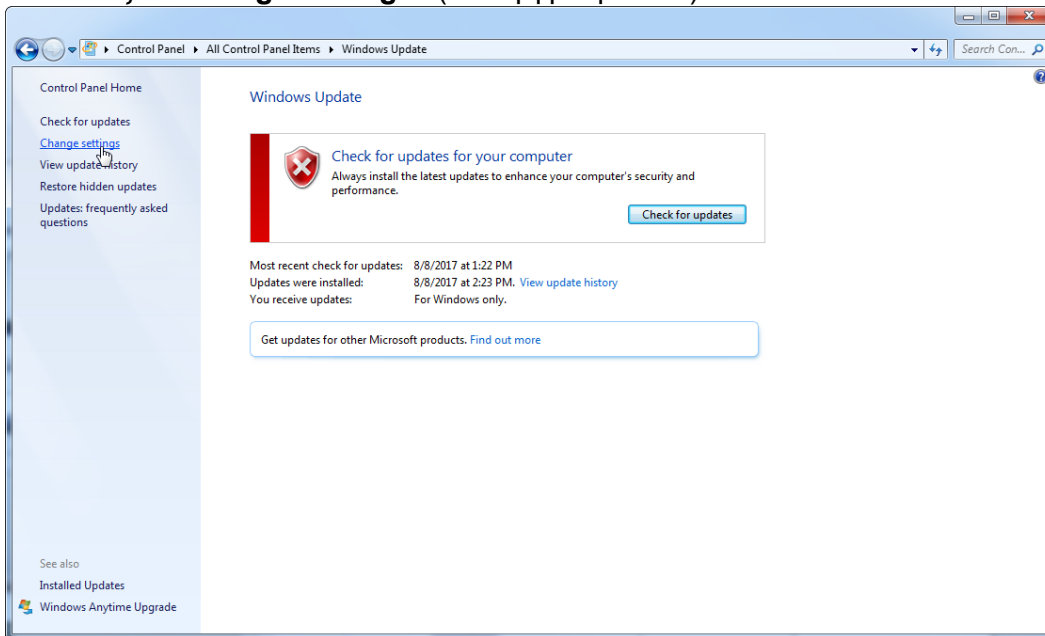 Control Panel ▸ All Control Panel Items ▸ Windows Update
Search Con...
Control Panel Home
Check for updates
Change settings
View update history
Restore hidden updates
Updates: frequently asked
questions
Windows Update
Check for updates for your computer
Always install the latest updates to enhance your computer's security and
performance.
Check for updates
Most recent check for updates: 8/8/2017 at 1:22 PM
Updates were installed: 8/8/2017 at 2:23 PM. View update history
You receive updates: For Windows only.
Get updates for other Microsoft products. Find out more
See also
Installed Updates
Windows Anytime Upgrade